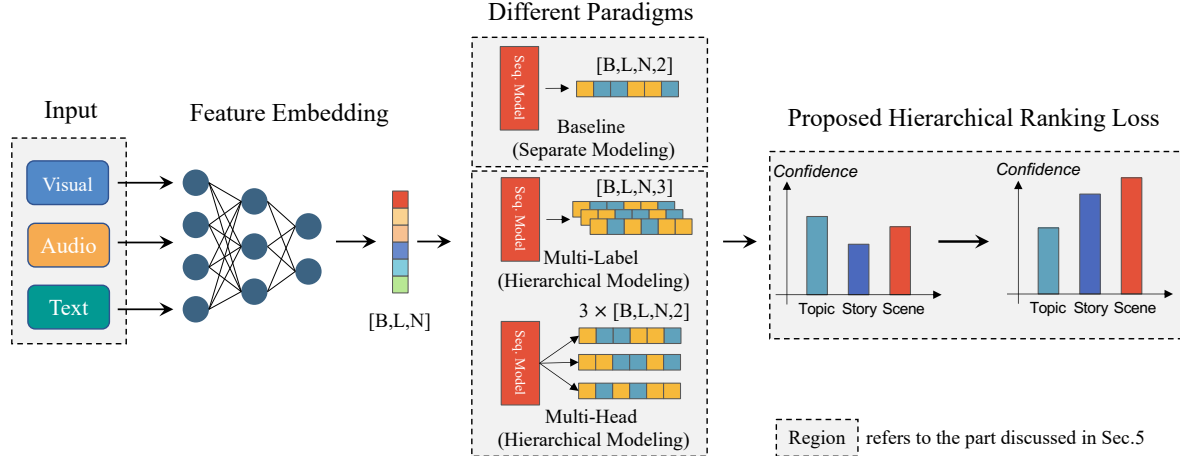 Different Paradigms
Input
Feature Embedding
Proposed Hierarchical Ranking Loss
Visual
Audio
Text
[B,L,N]
Seq. Model
[B,L,N,2]
Baseline
(Separate Modeling)
Seq. Model
[B,L,N,3]
Multi-Label
(Hierarchical Modeling)
3 × [B,L,N,2]
Seq. Model
Multi-Head
(Hierarchical Modeling)
Confidence
Topic Story Scene
Confidence
Topic Story Scene
Region refers to the part discussed in Sec.5